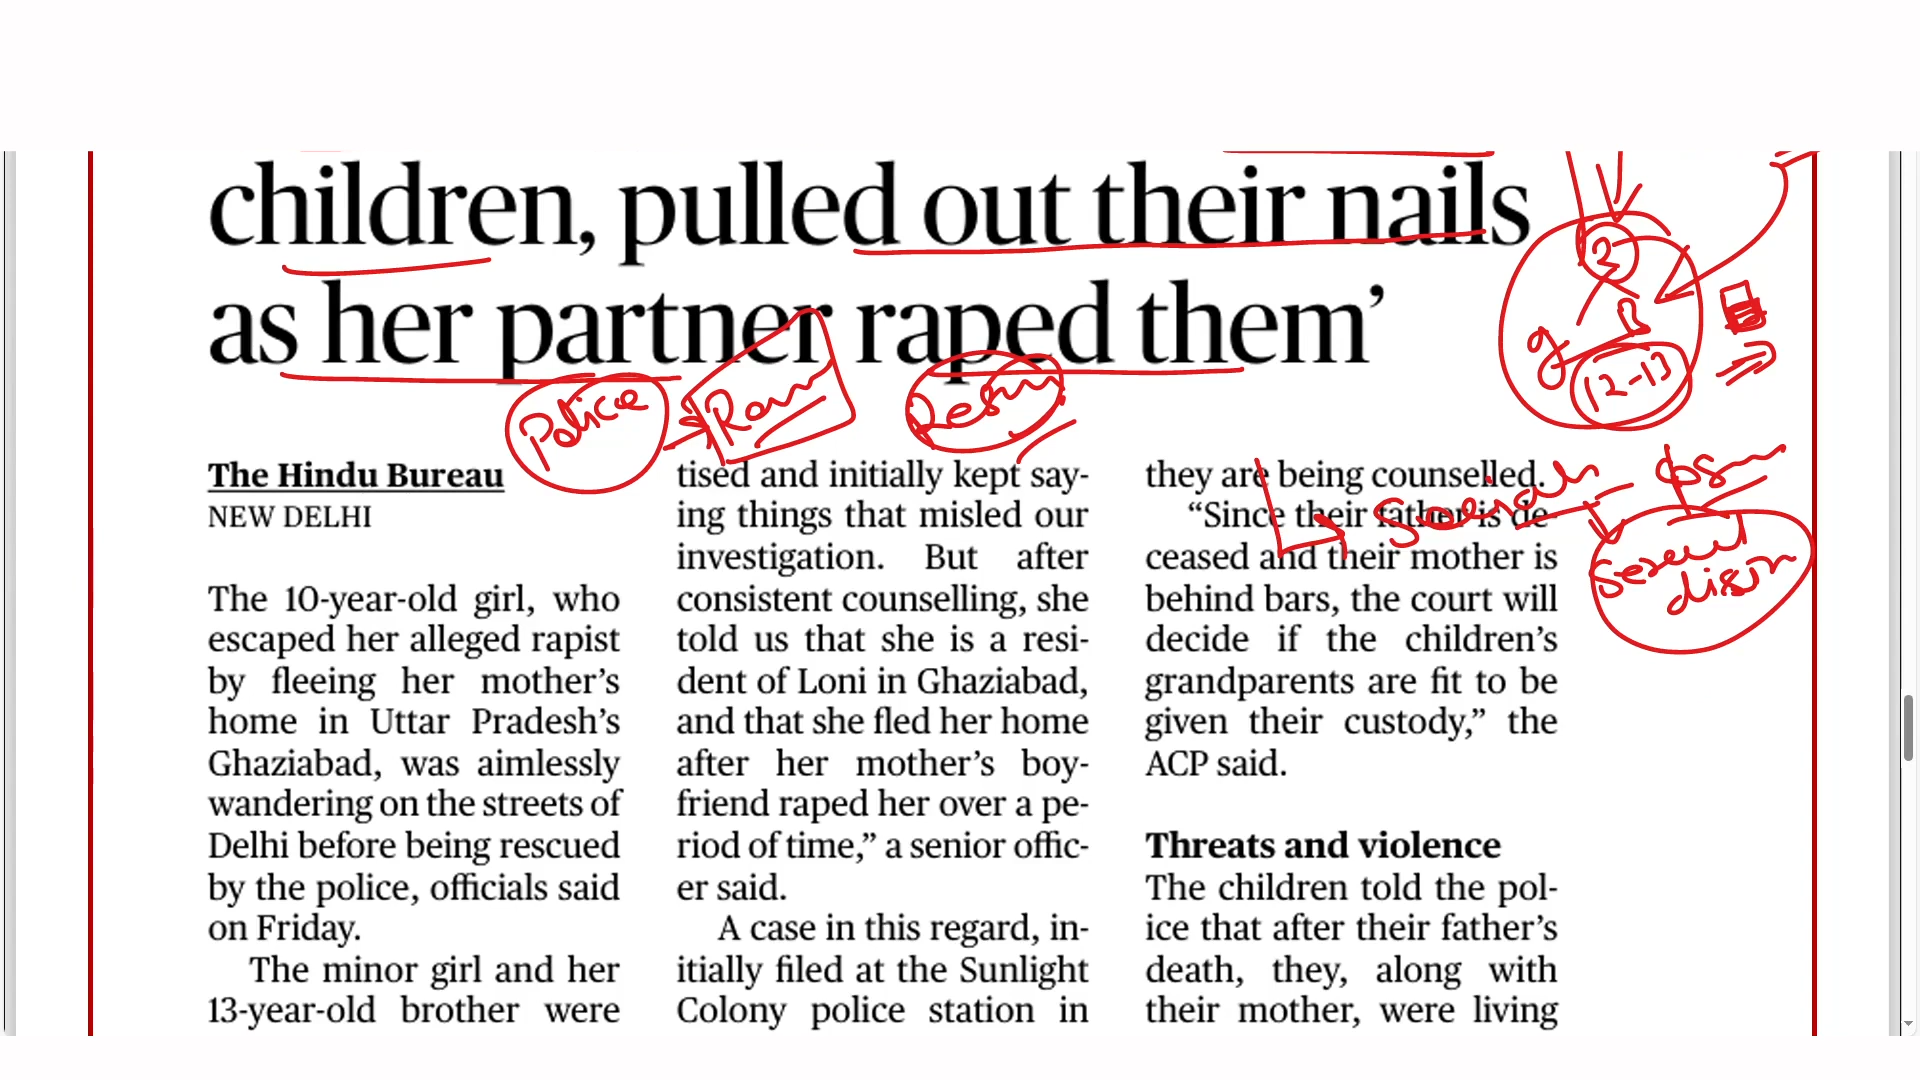 children, pulled out their nails
as her partner raped them’
2
g
12-13
Police
The Hindu Bureau
NEW DELHI
The 10-year-old girl, who
escaped her alleged rapist
by fleeing her mother’s
home in Uttar Pradesh’s
Ghaziabad, was aimlessly
wandering on the streets of
Delhi before being rescued
by the police, officials said
on Friday.
The minor girl and her
13-year-old brother were
tised and initially kept say-
ing things that misled our
investigation. But after
consistent counselling, she
told us that she is a resi-
dent of Loni in Ghaziabad,
and that she fled her home
after her mother’s boy-
friend raped her over a pe-
riod of time,” a senior offic-
er said.
A case in this regard, in-
itially filed at the Sunlight
Colony police station in
they are being counselled.
“Since their father is de-
ceased and their mother is
behind bars, the court will
decide if the children’s
grandparents are fit to be
given their custody,” the
ACP said.
Threats and violence
The children told the pol-
ice that after their father’s
death, they, along with
their mother, were living